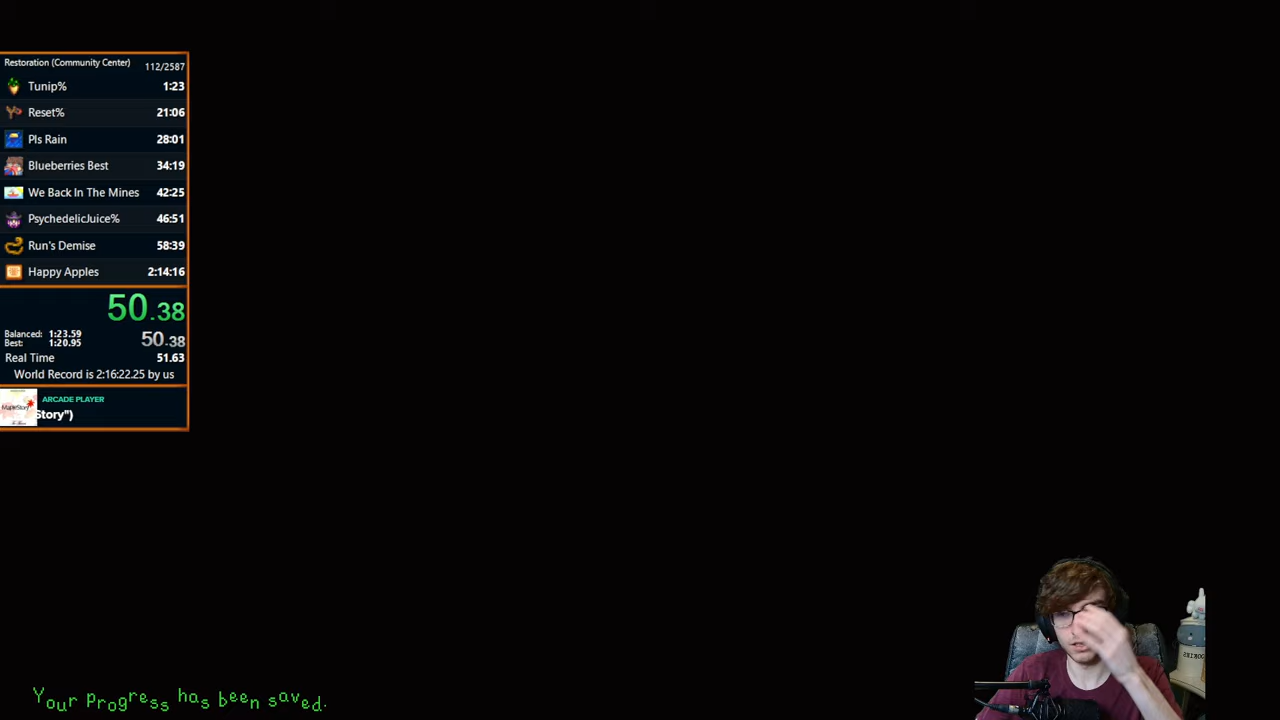 Restoration (Community Center)
112/2587
Tunip% 1:23
Reset% 21:06
Pls Rain 28:01
Blueberries Best 34:19
We Back In The Mines 42:25
PsychedelicJuice% 46:51
Run's Demise 58:39
Happy Apples 2:14:16
50.38
Balanced: 1:23.59
Best: 1:20.95
50.38
Real Time 51.63
World Record is 2:16:22.25 by us
MapleStory
ARCADE PLAYER
Story")
COOKIES
Your progress has been saved.